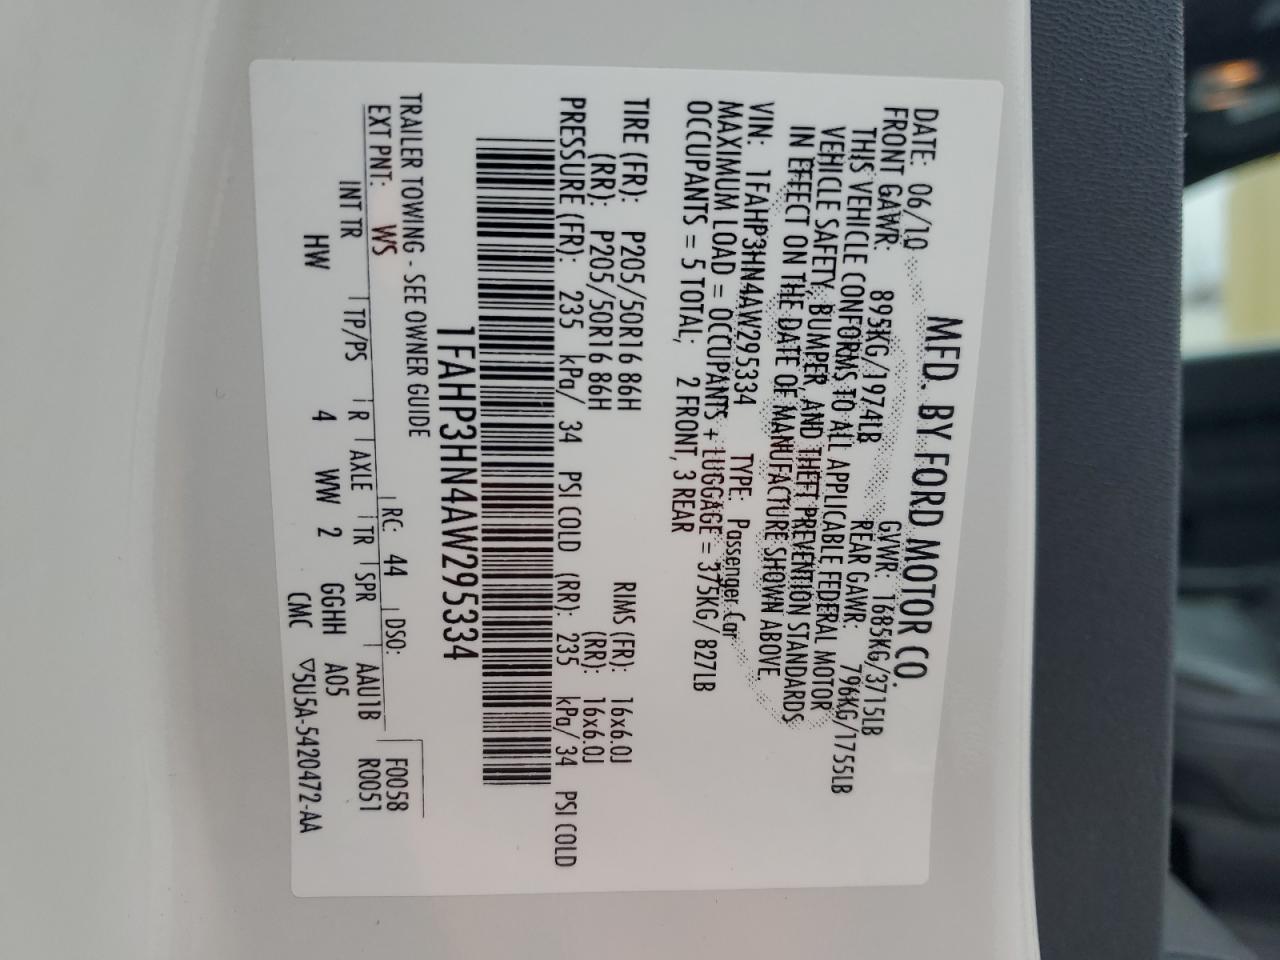 MFD. BY FORD MOTOR CO.
DATE: 06/10 GVWR: 1685KG/3715LB
FRONT GAWR: 895KG/1974LB REAR GAWR: 796KG/1755LB
THIS VEHICLE CONFORMS TO ALL APPLICABLE FEDERAL MOTOR
VEHICLE SAFETY, BUMPER, AND THEFT PREVENTION STANDARDS
IN EFFECT ON THE DATE OF MANUFACTURE SHOWN ABOVE.
VIN: 1FAHP3HN4AW295334 TYPE: Passenger Car
MAXIMUM LOAD = OCCUPANTS + LUGGAGE = 375KG/ 827LB
OCCUPANTS = 5 TOTAL; 2 FRONT, 3 REAR
TIRE (FR): P205/50R16 86H RIMS (FR): 16x6.0J
(RR): P205/50R16 86H (RR): 16x6.0J
PRESSURE (FR): 235 kPa/ 34 PSI COLD (RR): 235 kPa/ 34 PSI COLD
1FAHP3HN4AW295334
TRAILER TOWING - SEE OWNER GUIDE
EXT PNT: WS RC: 44 DSO: F0058
R0051
INT TR TP/PS R AXLE TR SPR AAU1B
HW 4 WW 2 GGHH A05
CMC ▽5U5A-5420472-AA